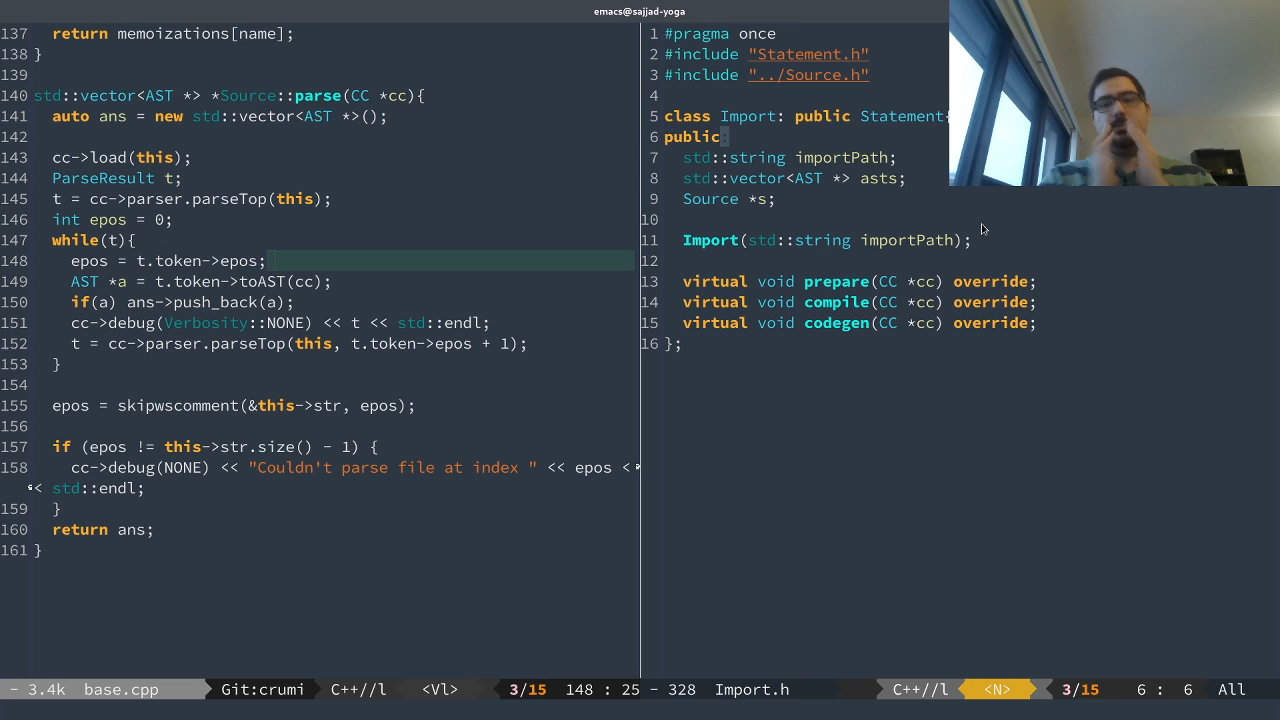 emacs@sajjad-yoga
137 return memoizations[name];
138 }
139
140 std::vector<AST *> *Source::parse(CC *cc){
141 auto ans = new std::vector<AST *>();
142
143 cc->load(this);
144 ParseResult t;
145 t = cc->parser.parseTop(this);
146 int epos = 0;
147 while(t){
148 epos = t.token->epos;
149 AST *a = t.token->toAST(cc);
150 if(a) ans->push_back(a);
151 cc->debug(Verbosity::NONE) << t << std::endl;
152 t = cc->parser.parseTop(this, t.token->epos + 1);
153 }
154
155 epos = skipwscomment(&this->str, epos);
156
157 if (epos != this->str.size() - 1) {
158 cc->debug(NONE) << "Couldn't parse file at index " << epos <
< std::endl;
159 }
160 return ans;
161 }
- 3.4k base.cpp Git:crumi C++//l <Vl> 3/15 148 : 25
1 #pragma once
2 #include "Statement.h"
3 #include "../Source.h"
4
5 class Import: public Statement{
6 public:
7 std::string importPath;
8 std::vector<AST *> asts;
9 Source *s;
10
11 Import(std::string importPath);
12
13 virtual void prepare(CC *cc) override;
14 virtual void compile(CC *cc) override;
15 virtual void codegen(CC *cc) override;
16 };
- 328 Import.h C++//l <N> 3/15 6 : 6 All